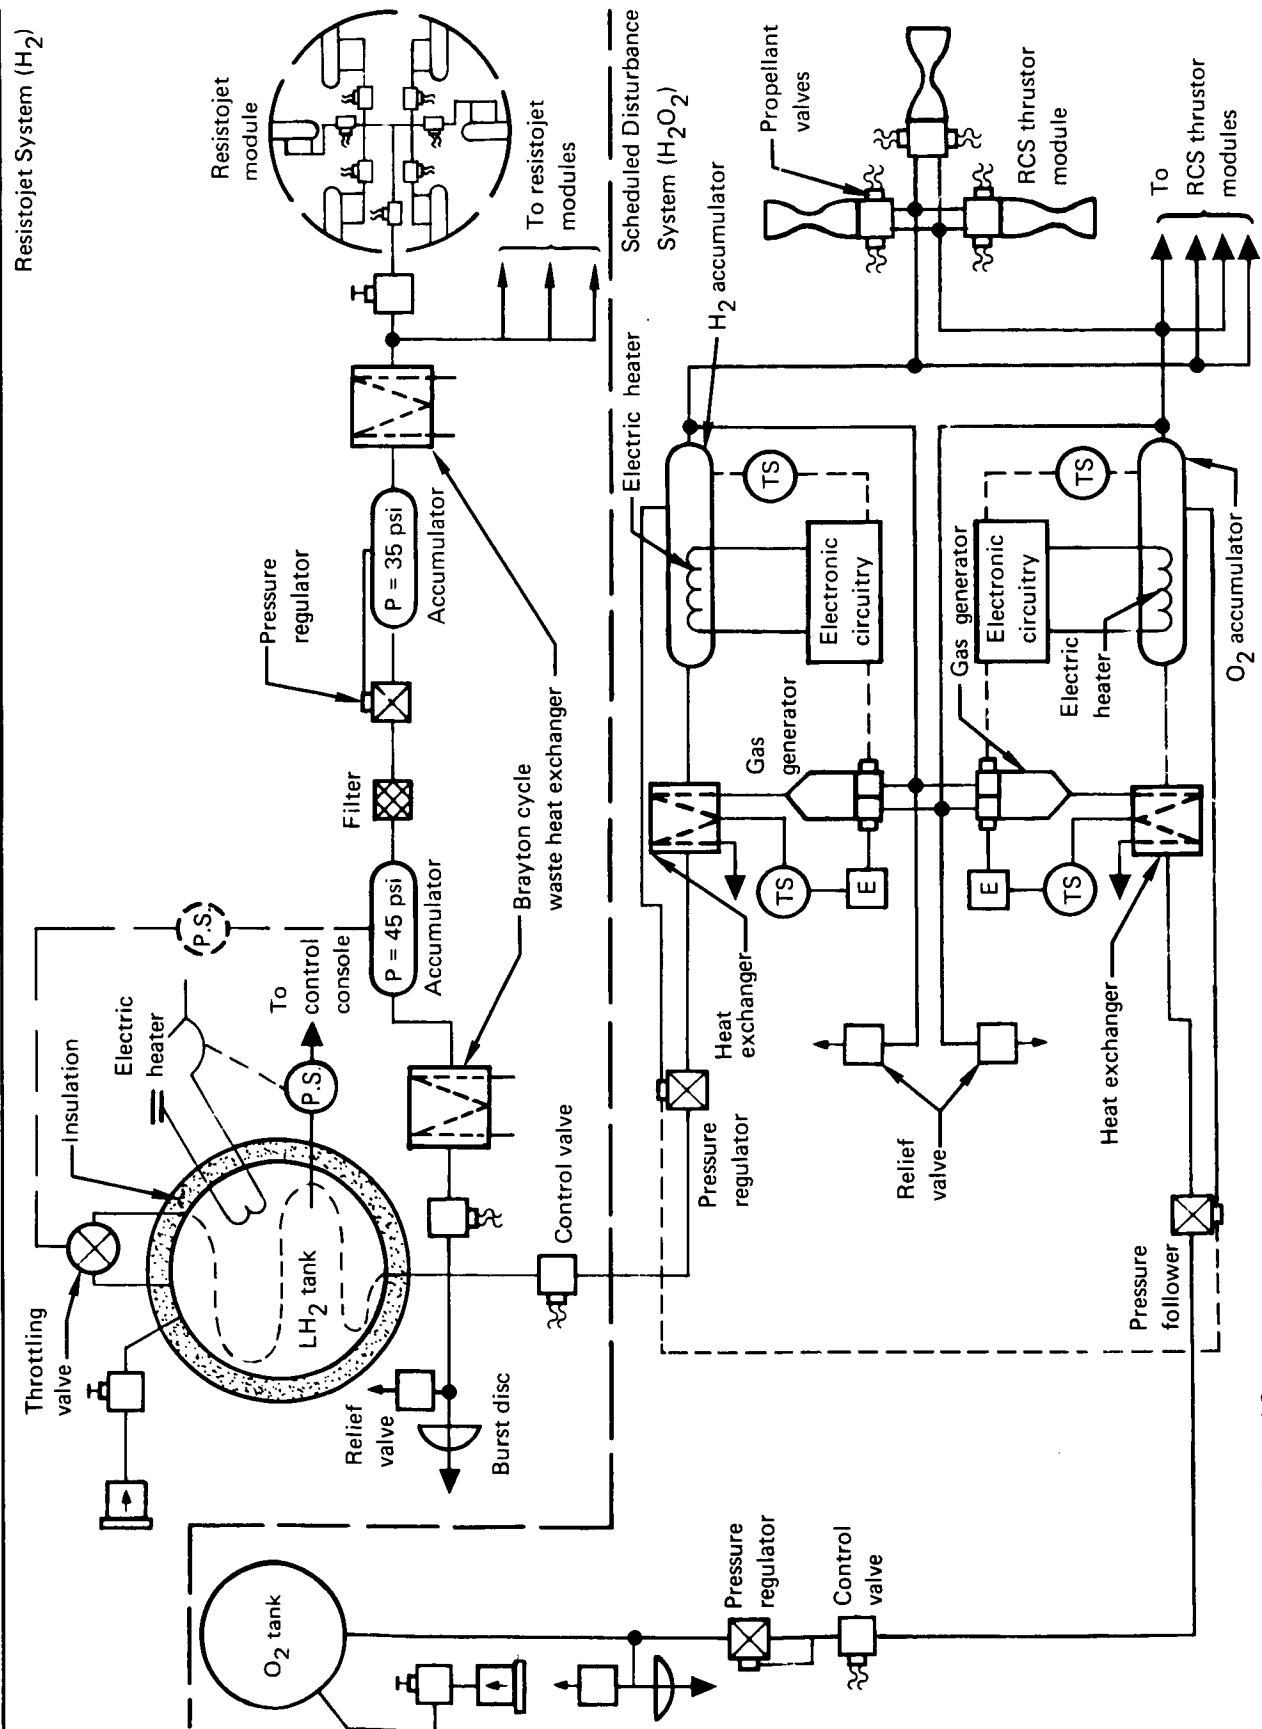 Resistojet System (H2)
Resistojet
module
To resistojet
modules
Pressure
regulator
P = 35 psi
Accumulator
Filter
P.S.
P = 45 psi
Accumulator
Brayton cycle
waste heat exchanger
To
control
console
P.S.
Electric
heater
Insulation
Throttling
valve
LH2 tank
Control valve
Relief
valve
Burst disc
Scheduled Disturbance
System (H2O2)
Propellant
valves
RCS thrustor
module
To
RCS thrustor
modules
H2 accumulator
Electric heater
TS
Electronic
circuitry
Gas
generator
TS
E
Heat
exchanger
Pressure
regulator
Relief
valve
TS
Electronic
circuitry
Gas generator
Electric
heater
O2 accumulator
E
TS
Heat exchanger
Pressure
follower
O2 tank
Pressure
regulator
Control
valve